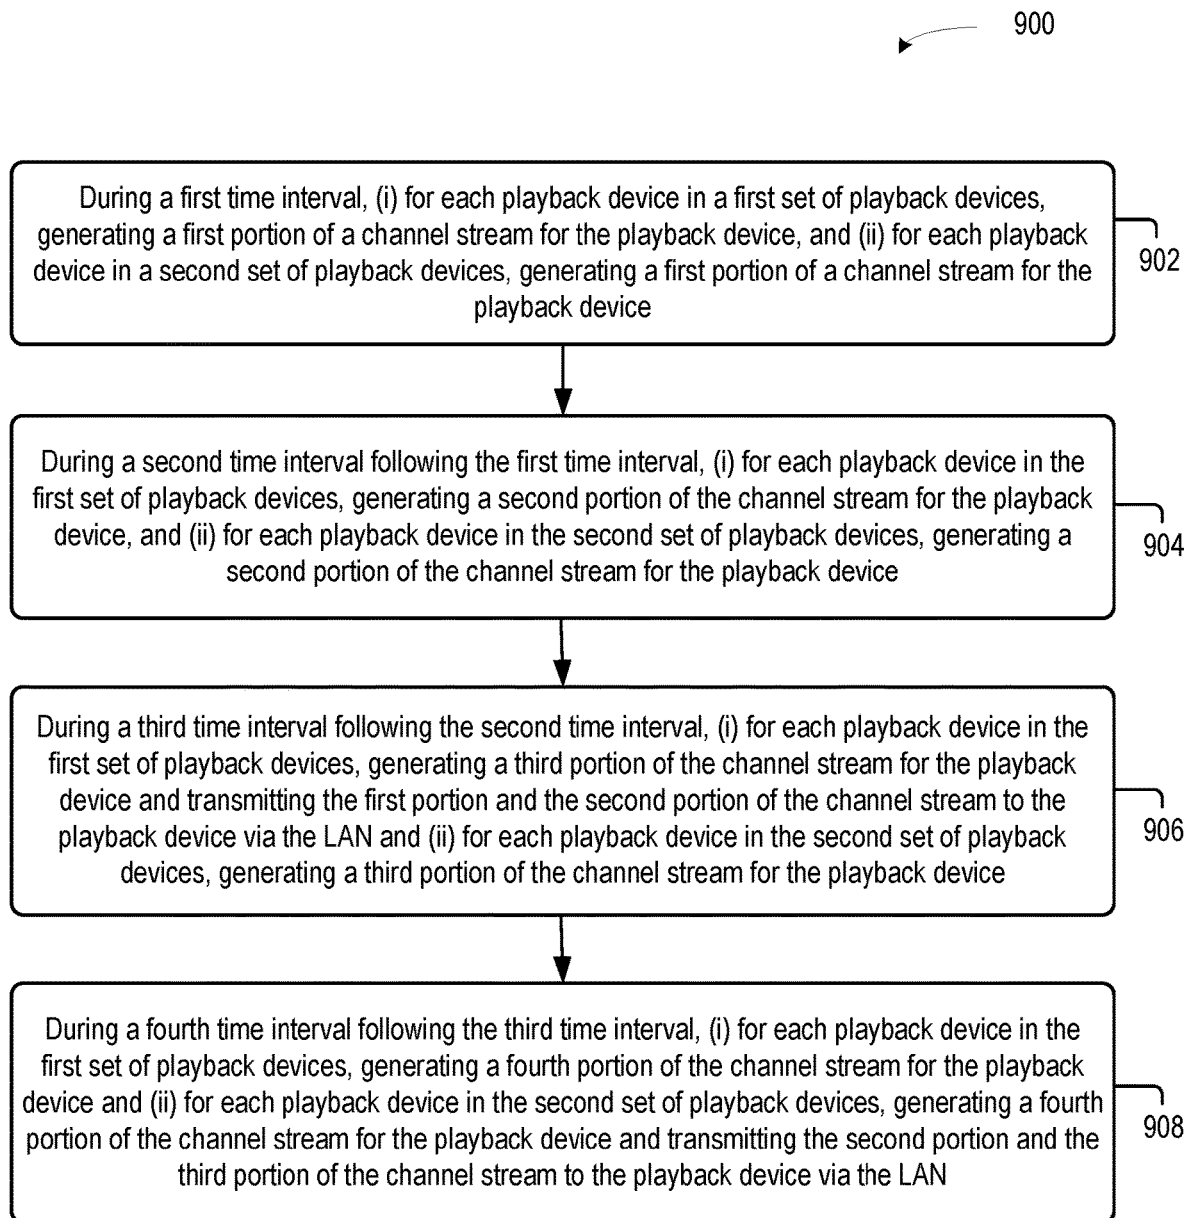 900
During a first time interval, (i) for each playback device in a first set of playback devices,
generating a first portion of a channel stream for the playback device, and (ii) for each playback
device in a second set of playback devices, generating a first portion of a channel stream for the
playback device
902
During a second time interval following the first time interval, (i) for each playback device in the
first set of playback devices, generating a second portion of the channel stream for the playback
device, and (ii) for each playback device in the second set of playback devices, generating a
second portion of the channel stream for the playback device
904
During a third time interval following the second time interval, (i) for each playback device in the
first set of playback devices, generating a third portion of the channel stream for the playback
device and transmitting the first portion and the second portion of the channel stream to the
playback device via the LAN and (ii) for each playback device in the second set of playback
devices, generating a third portion of the channel stream for the playback device
906
During a fourth time interval following the third time interval, (i) for each playback device in the
first set of playback devices, generating a fourth portion of the channel stream for the playback
device and (ii) for each playback device in the second set of playback devices, generating a fourth
portion of the channel stream for the playback device and transmitting the second portion and the
third portion of the channel stream to the playback device via the LAN
908